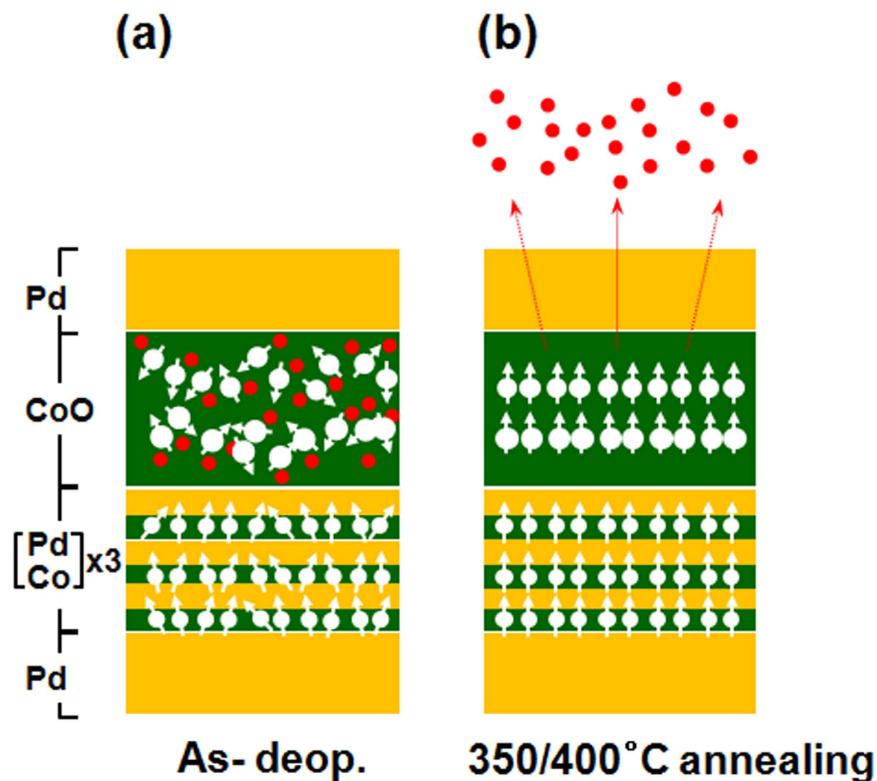 (a) (b)
Pd
CoO
[Pd
Co]x3
Pd
As- deop. 350/400°C annealing